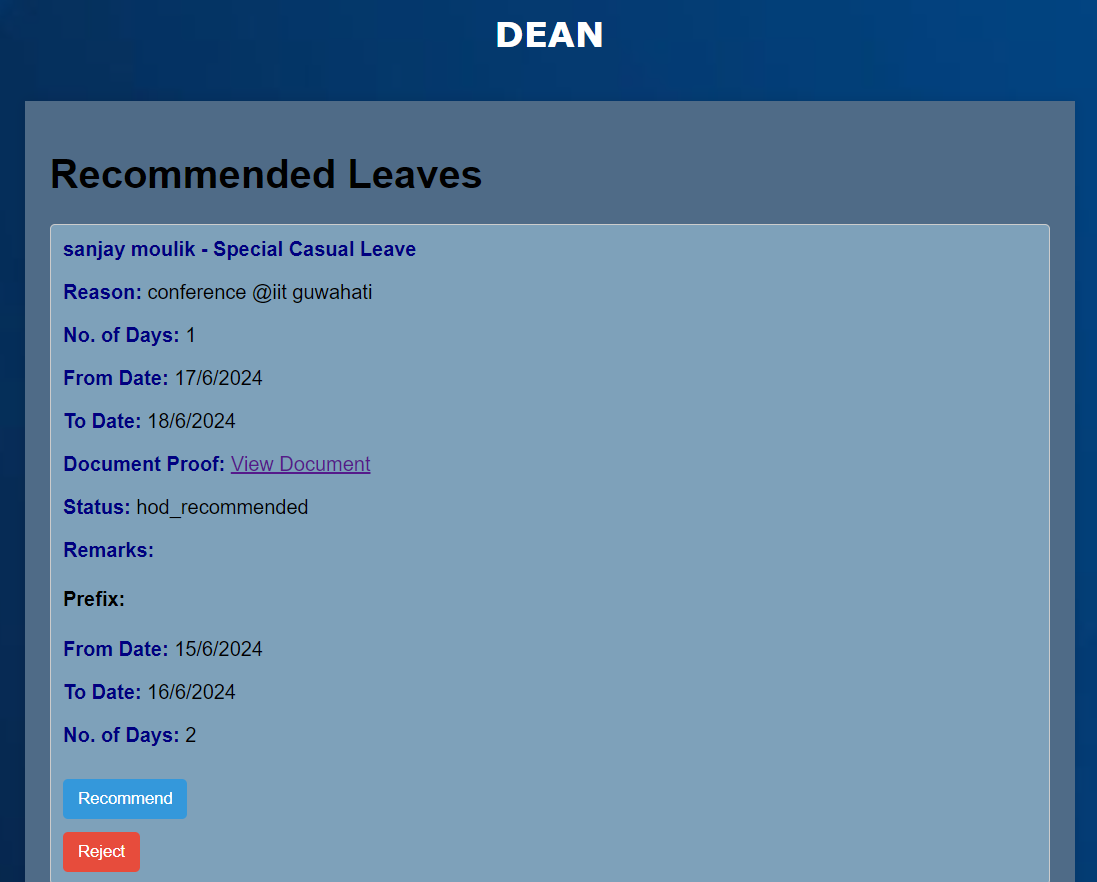 DEAN
Recommended Leaves
sanjay moulik - Special Casual Leave
Reason: conference @iit guwahati
No. of Days: 1
From Date: 17/6/2024
To Date: 18/6/2024
Document Proof: View Document
Status: hod_recommended
Remarks:
Prefix:
From Date: 15/6/2024
To Date: 16/6/2024
No. of Days: 2
Recommend
Reject